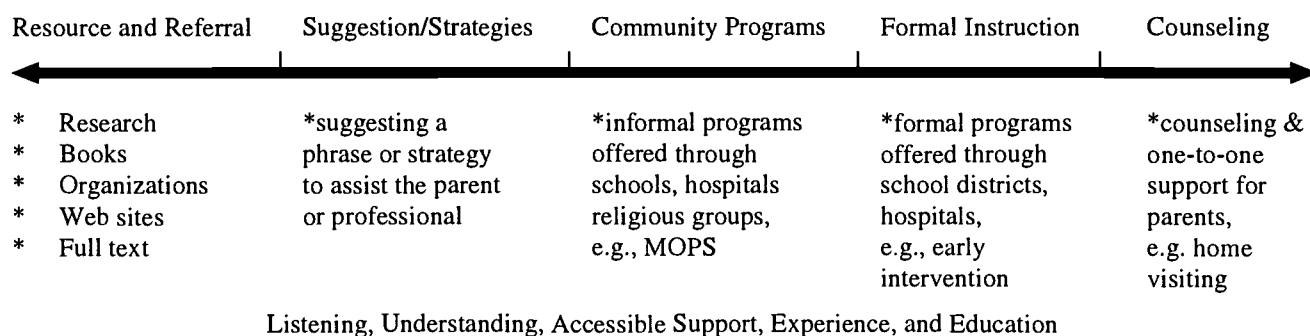 Resource and Referral Suggestion/Strategies Community Programs Formal Instruction Counseling
* Research
* Books
* Organizations
* Web sites
* Full text
*suggesting a
phrase or strategy
to assist the parent
or professional
*informal programs
offered through
schools, hospitals
religious groups,
e.g., MOPS
*formal programs
offered through
school districts,
hospitals,
e.g., early
intervention
*counseling &
one-to-one
support for
parents,
e.g. home
visiting
Listening, Understanding, Accessible Support, Experience, and Education